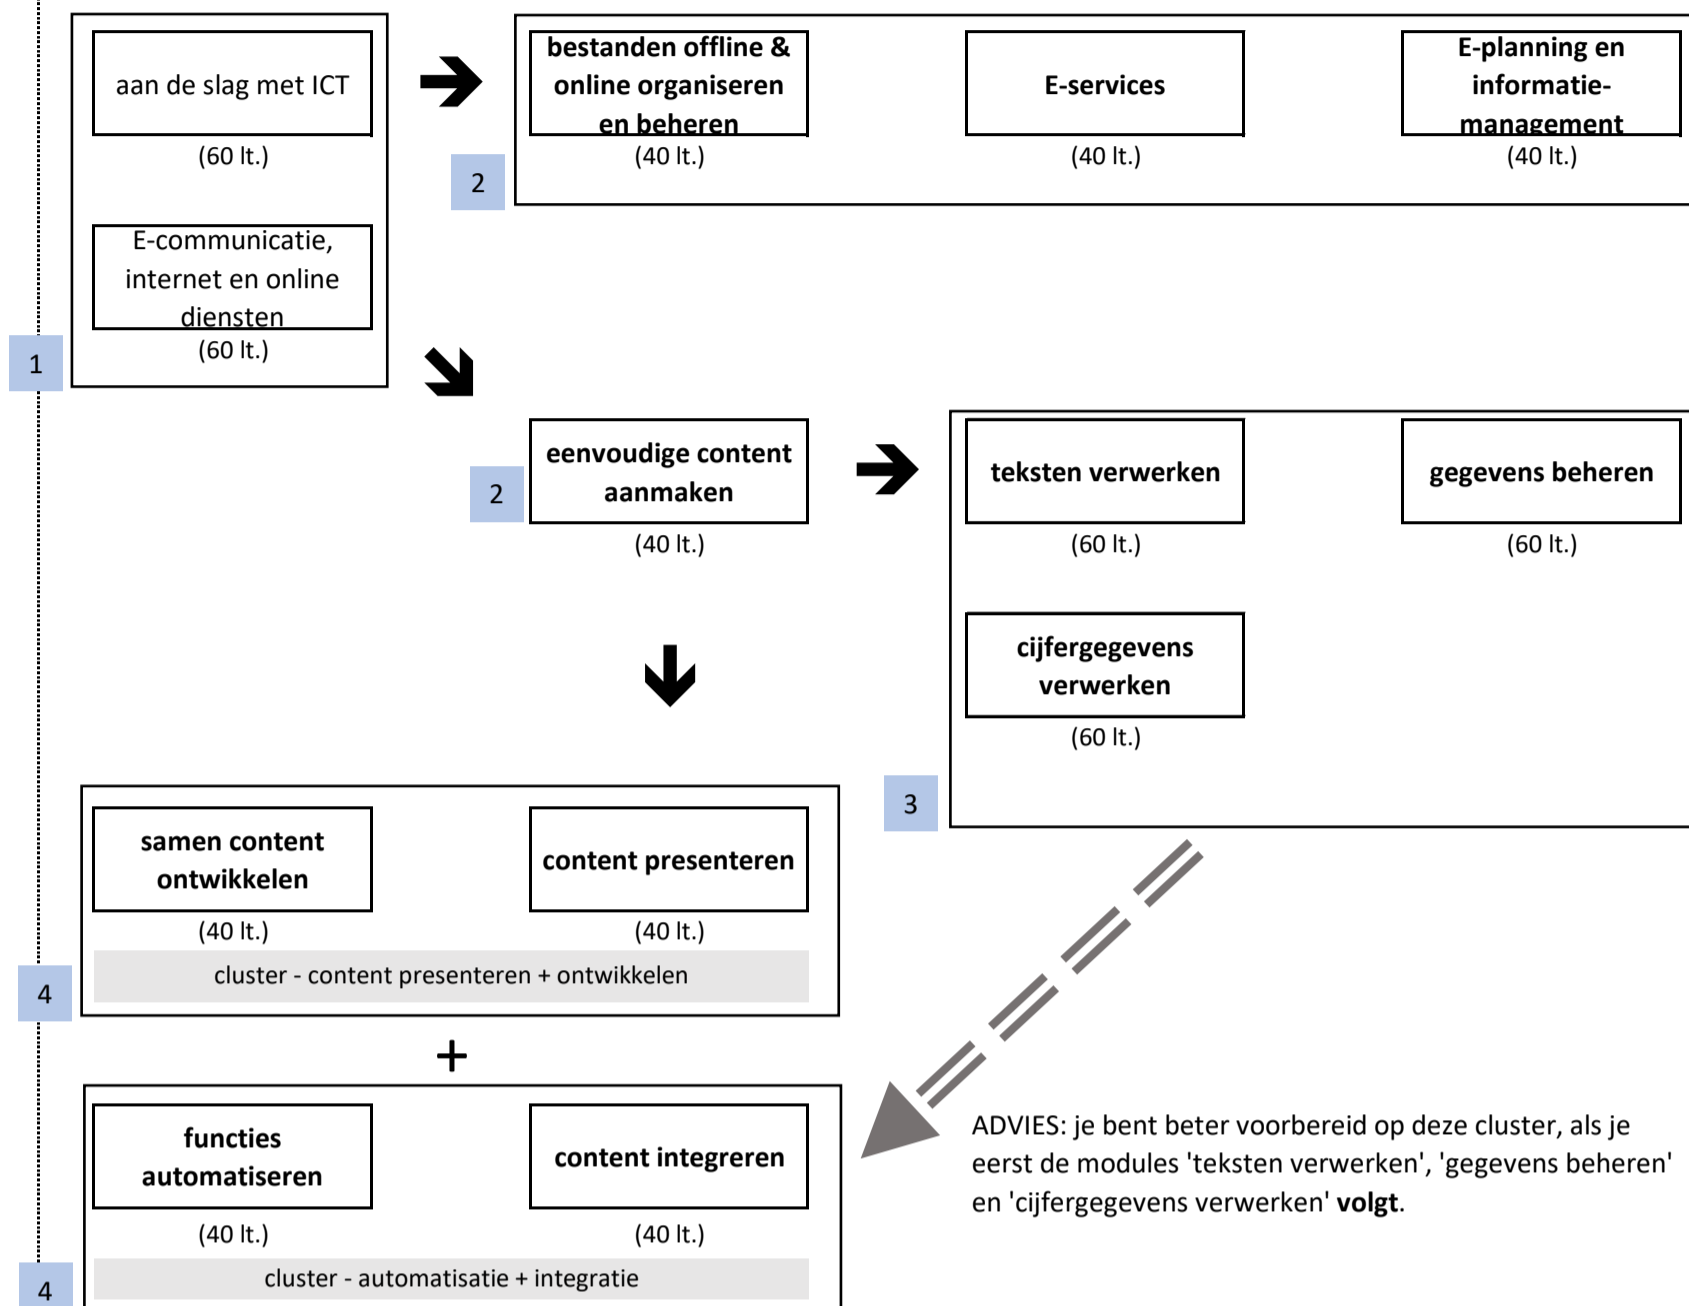 aan de slag met ICT
(60 lt.)
E-communicatie,
internet en online
diensten
(60 lt.)
1
bestanden offline &
online organiseren
en beheren
(40 lt.)
E-services
(40 lt.)
E-planning en
informatie-
management
(40 lt.)
2
eenvoudige content
aanmaken
(40 lt.)
2
teksten verwerken
(60 lt.)
gegevens beheren
(60 lt.)
cijfergegevens
verwerken
(60 lt.)
3
samen content
ontwikkelen
(40 lt.)
content presenteren
(40 lt.)
cluster - content presenteren + ontwikkelen
4
+
functies
automatiseren
(40 lt.)
content integreren
(40 lt.)
cluster - automatisatie + integratie
4
ADVIES: je bent beter voorbereid op deze cluster, als je
eerst de modules 'teksten verwerken', 'gegevens beheren'
en 'cijfergegevens verwerken' volgt.